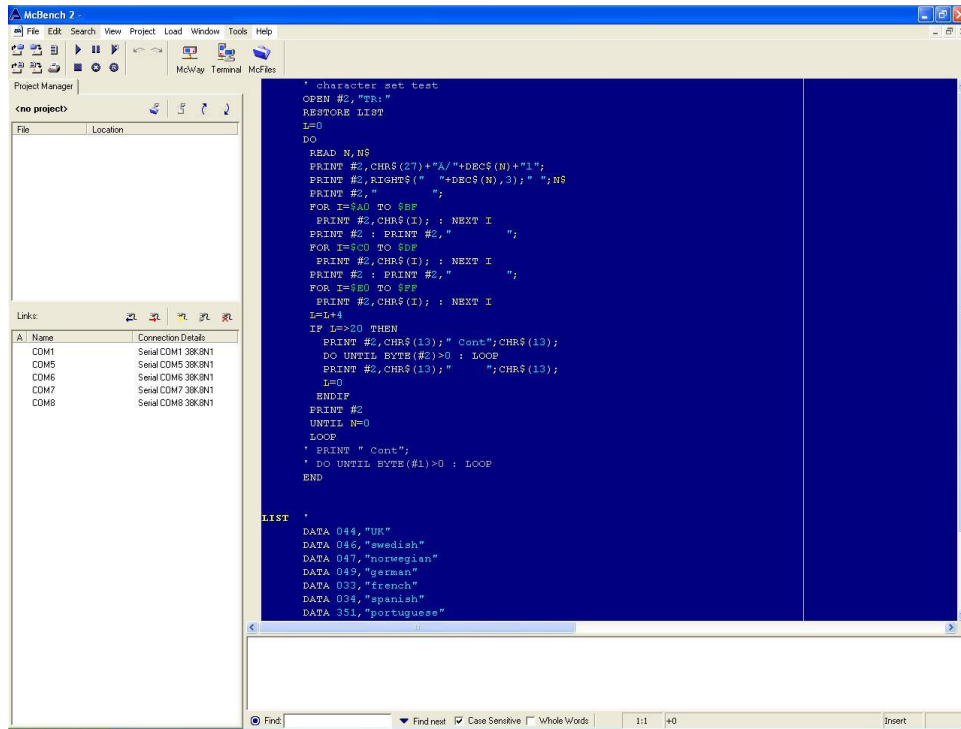 McBench 2 -
File Edit Search View Project Load Window Tools Help
McWay Terminal McFiles
Project Manager
<no project>
File Location
Links:
A Name Connection Details
COM1 Serial COM1 38K8N1
COM5 Serial COM5 38K8N1
COM6 Serial COM6 38K8N1
COM7 Serial COM7 38K8N1
COM8 Serial COM8 38K8N1
' character set test
OPEN #2,"TR:"
RESTORE LIST
L=0
DO
READ N,N$
PRINT #2,CHR$(27)+"Ä/"+DEC$(N)+"l";
PRINT #2,RIGHT$("  "+DEC$(N),3);" ";N$
PRINT #2,"        ";
FOR I=$A0 TO $BF
PRINT #2,CHR$(I); : NEXT I
PRINT #2 : PRINT #2,"        ";
FOR I=$C0 TO $DF
PRINT #2,CHR$(I); : NEXT I
PRINT #2 : PRINT #2,"        ";
FOR I=$E0 TO $FF
PRINT #2,CHR$(I); : NEXT I
L=L+4
IF L=>20 THEN
PRINT #2,CHR$(13);" Cont";CHR$(13);
DO UNTIL BYTE(#2)>0 : LOOP
PRINT #2,CHR$(13);"     ";CHR$(13);
L=0
ENDIF
PRINT #2
UNTIL N=0
LOOP
' PRINT " Cont";
' DO UNTIL BYTE(#1)>0 : LOOP
END
LIST '
DATA 044,"UK"
DATA 046,"swedish"
DATA 047,"norwegian"
DATA 049,"german"
DATA 033,"french"
DATA 034,"spanish"
DATA 351,"portuguese"
Find: Find next Case Sensitive Whole Words 1:1 +0 Insert